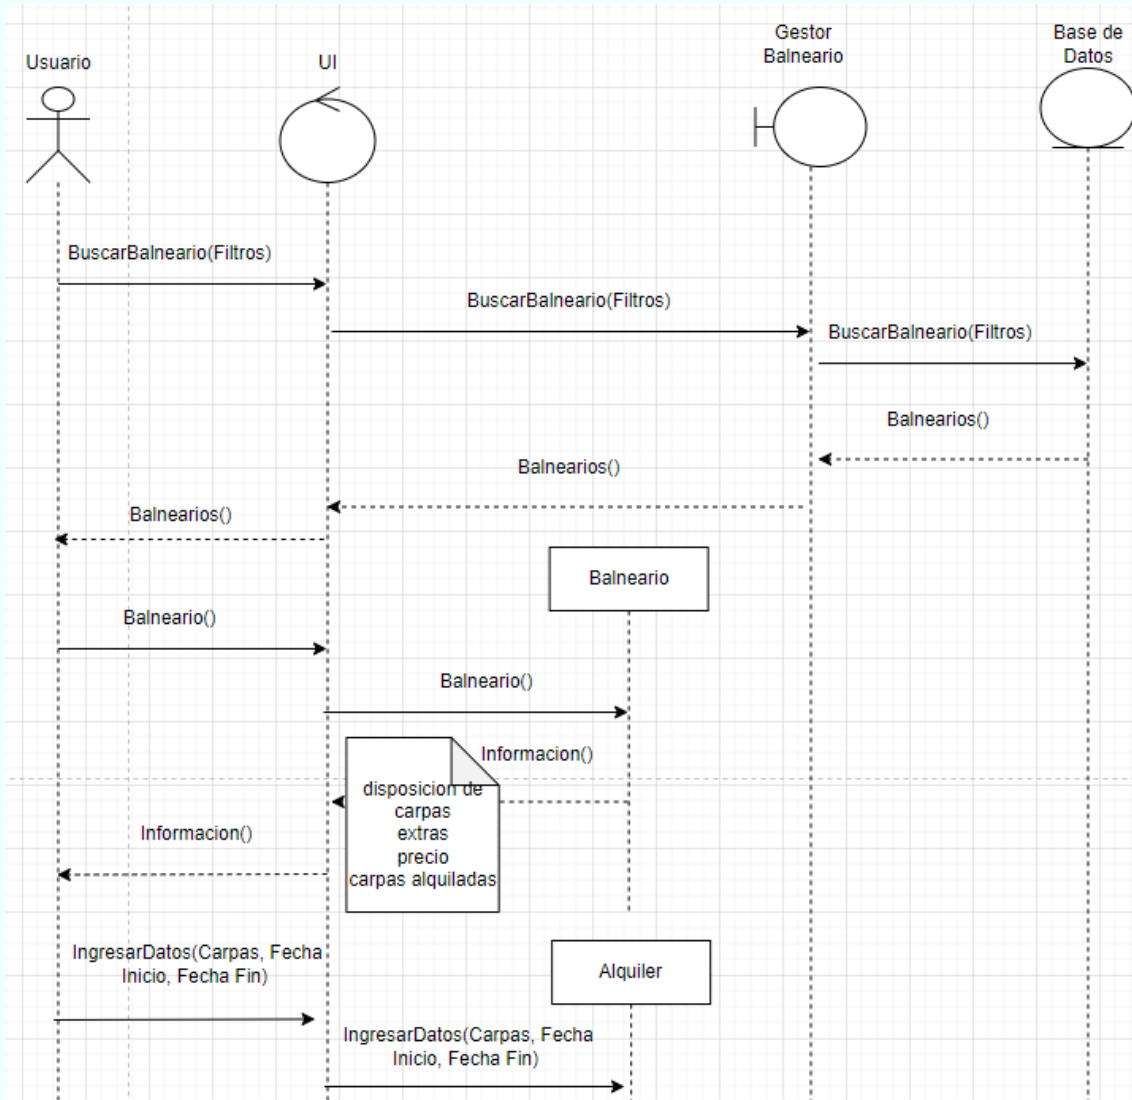 Usuario
UI
Gestor
Balneario
Base de
Datos
BuscarBalneario(Filtros)
BuscarBalneario(Filtros)
BuscarBalneario(Filtros)
Balnearios()
Balnearios()
Balnearios()
Balneario
Balneario()
Balneario()
Informacion()
disposicion de
carpas
extras
precio
carpas alquiladas
Informacion()
IngresarDatos(Carpas, Fecha
Inicio, Fecha Fin)
Alquiler
IngresarDatos(Carpas, Fecha
Inicio, Fecha Fin)